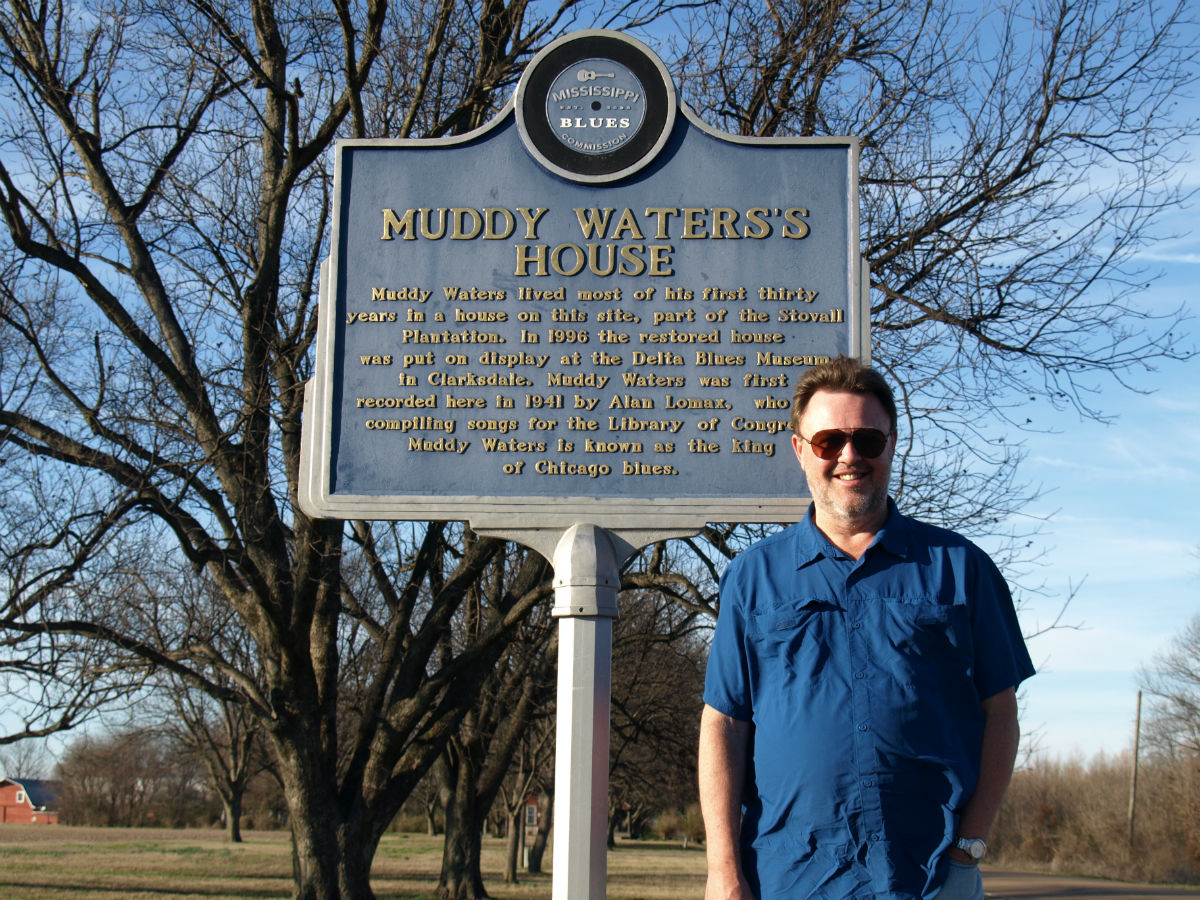 MISSISSIPPI
BLUES
COMMISSION
MUDDY WATERS'S
HOUSE
Muddy Waters lived most of his first thirty
years in a house on this site, part of the Stovall
Plantation. In 1996 the restored house
was put on display at the Delta Blues Museum
in Clarksdale. Muddy Waters was first
recorded here in 1941 by Alan Lomax, who
compiling songs for the Library of
Muddy Waters is known as the king
of Chicago blues.